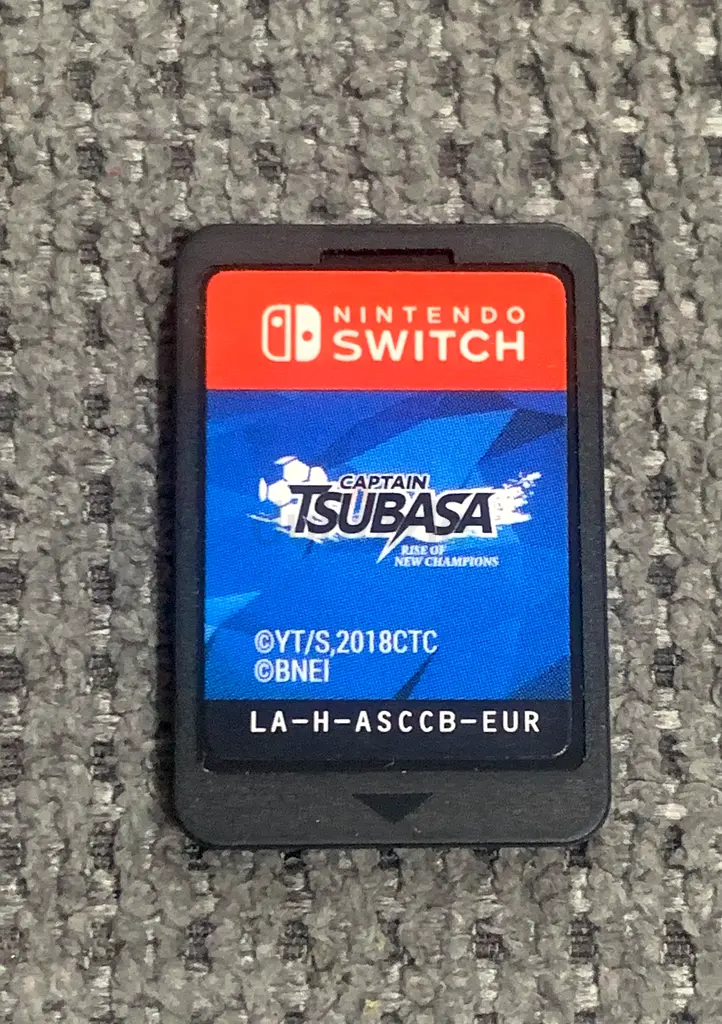 NINTENDO
SWITCH
CAPTAIN
TSUBASA
RISE OF
NEW CHAMPIONS
©YT/S,2018CTC
©BNEI
LA-H-ASCCB-EUR